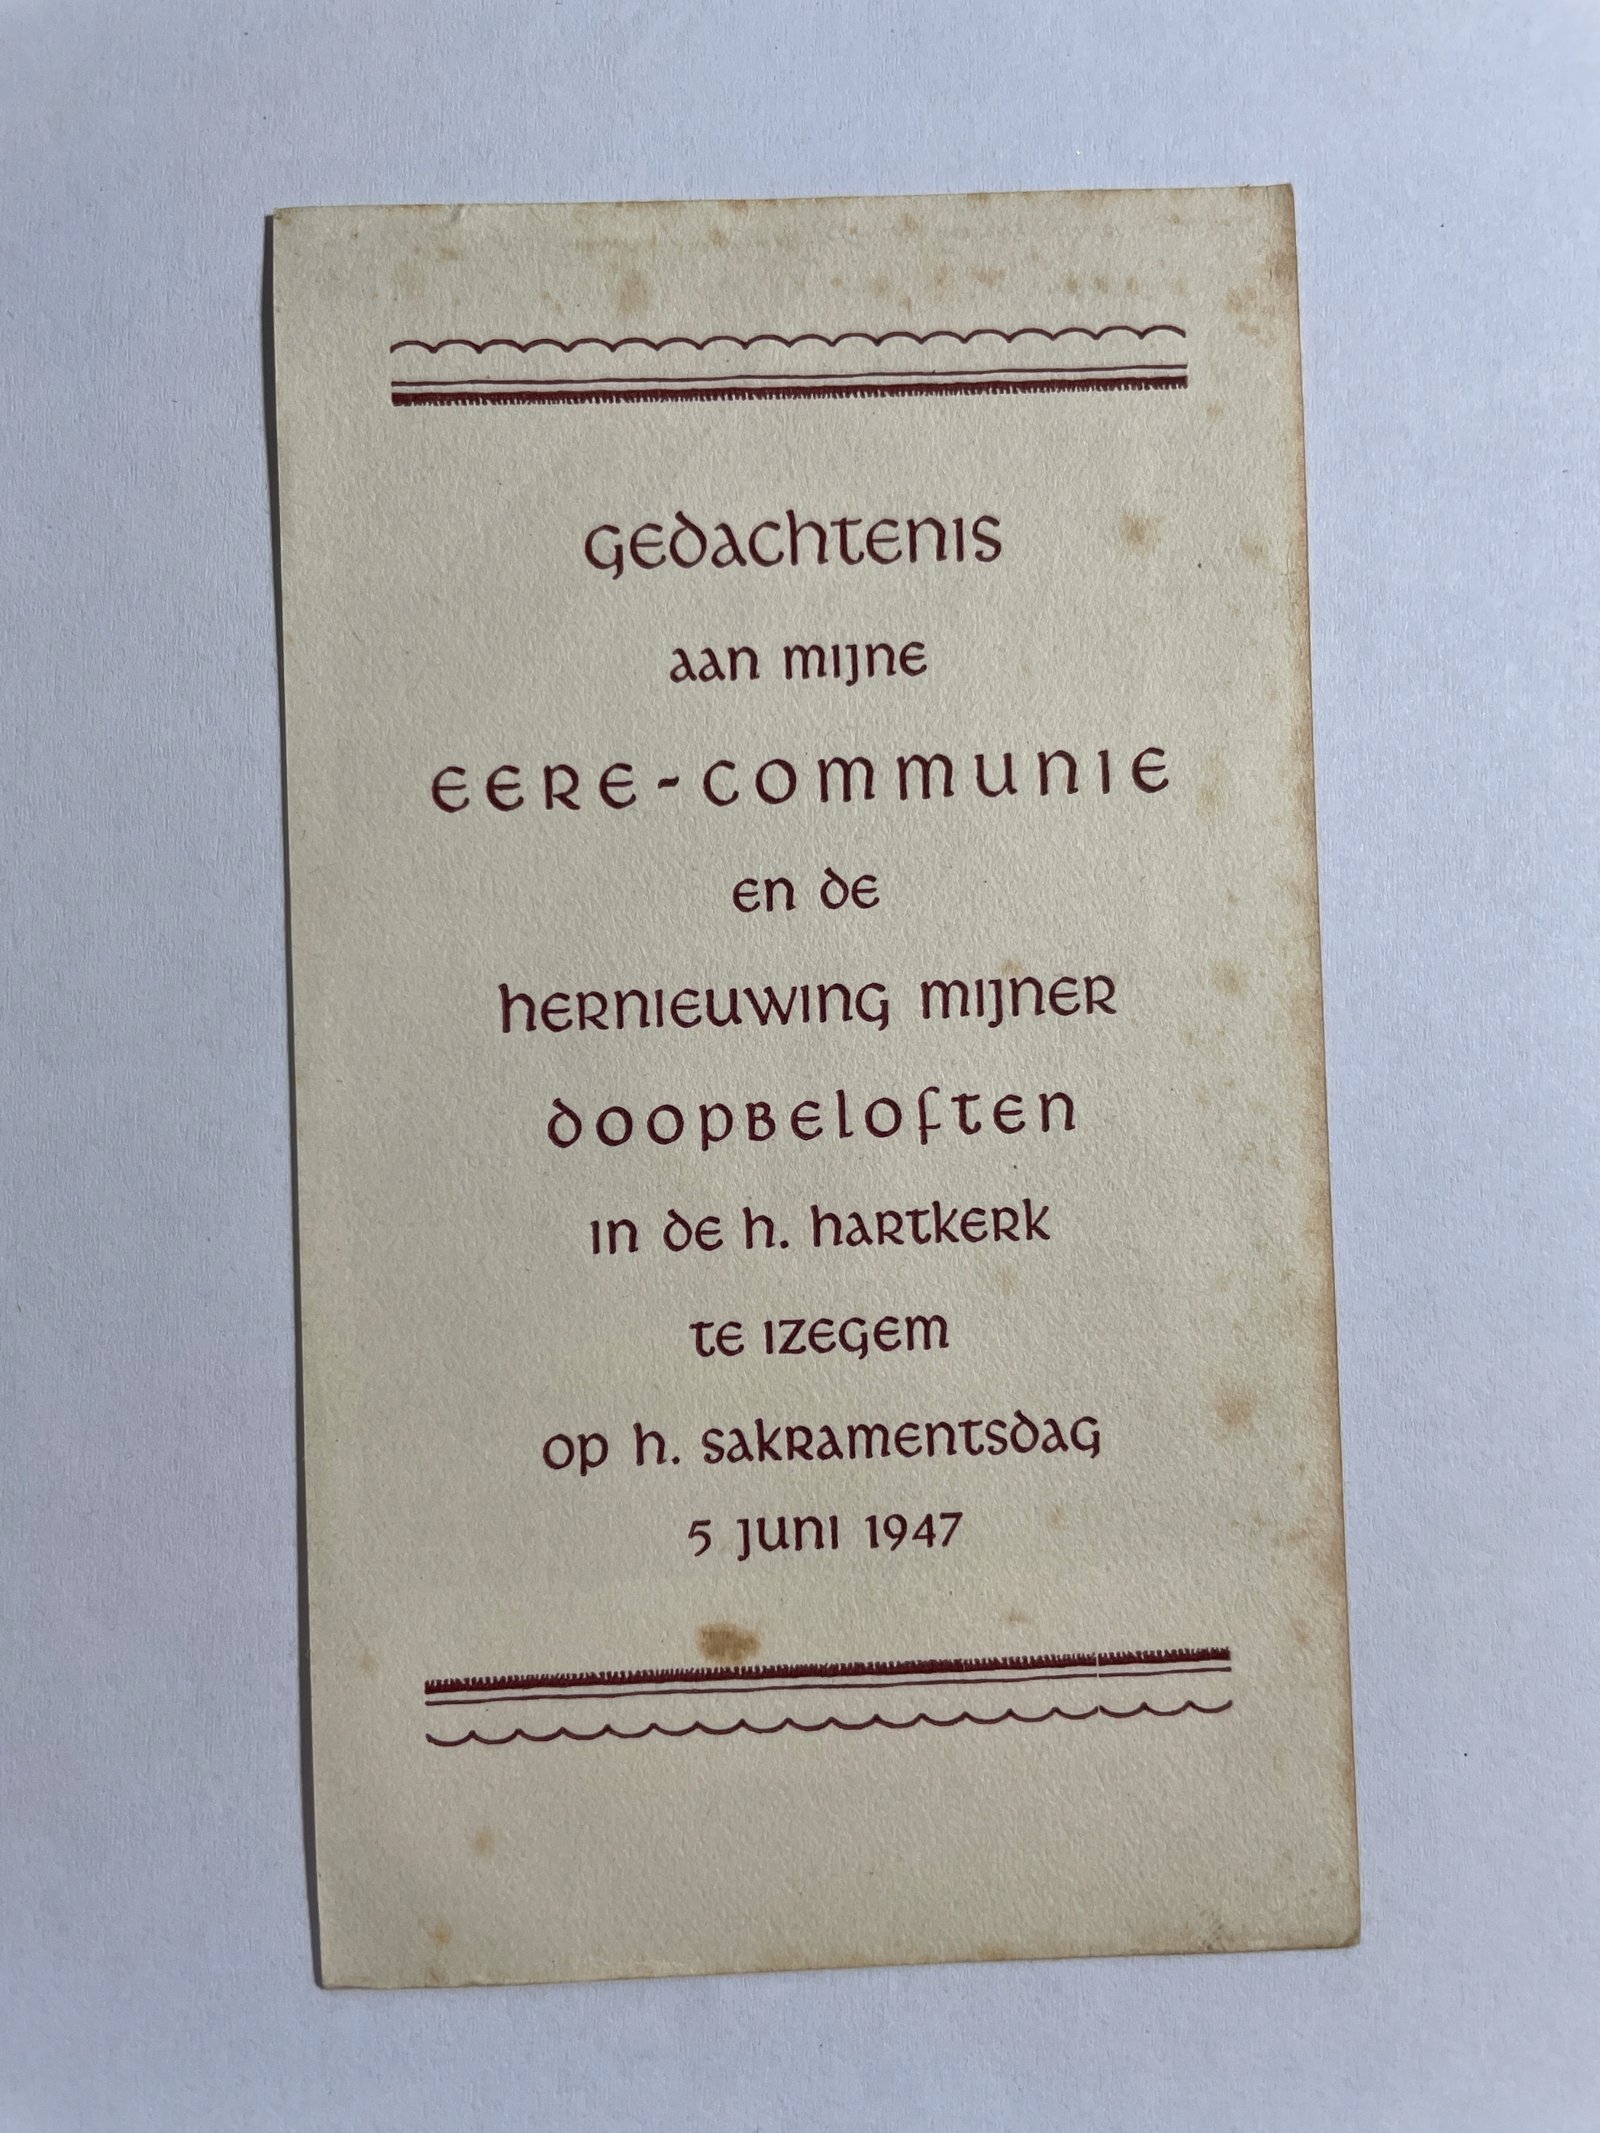 Gedachtenis
aan mijne
EERE-COMMUNIE
en de
hernieuwing mijner
doopbeloften
in de h. hartkerk
te izegem
op h. sakramentsdag
5 juni 1947